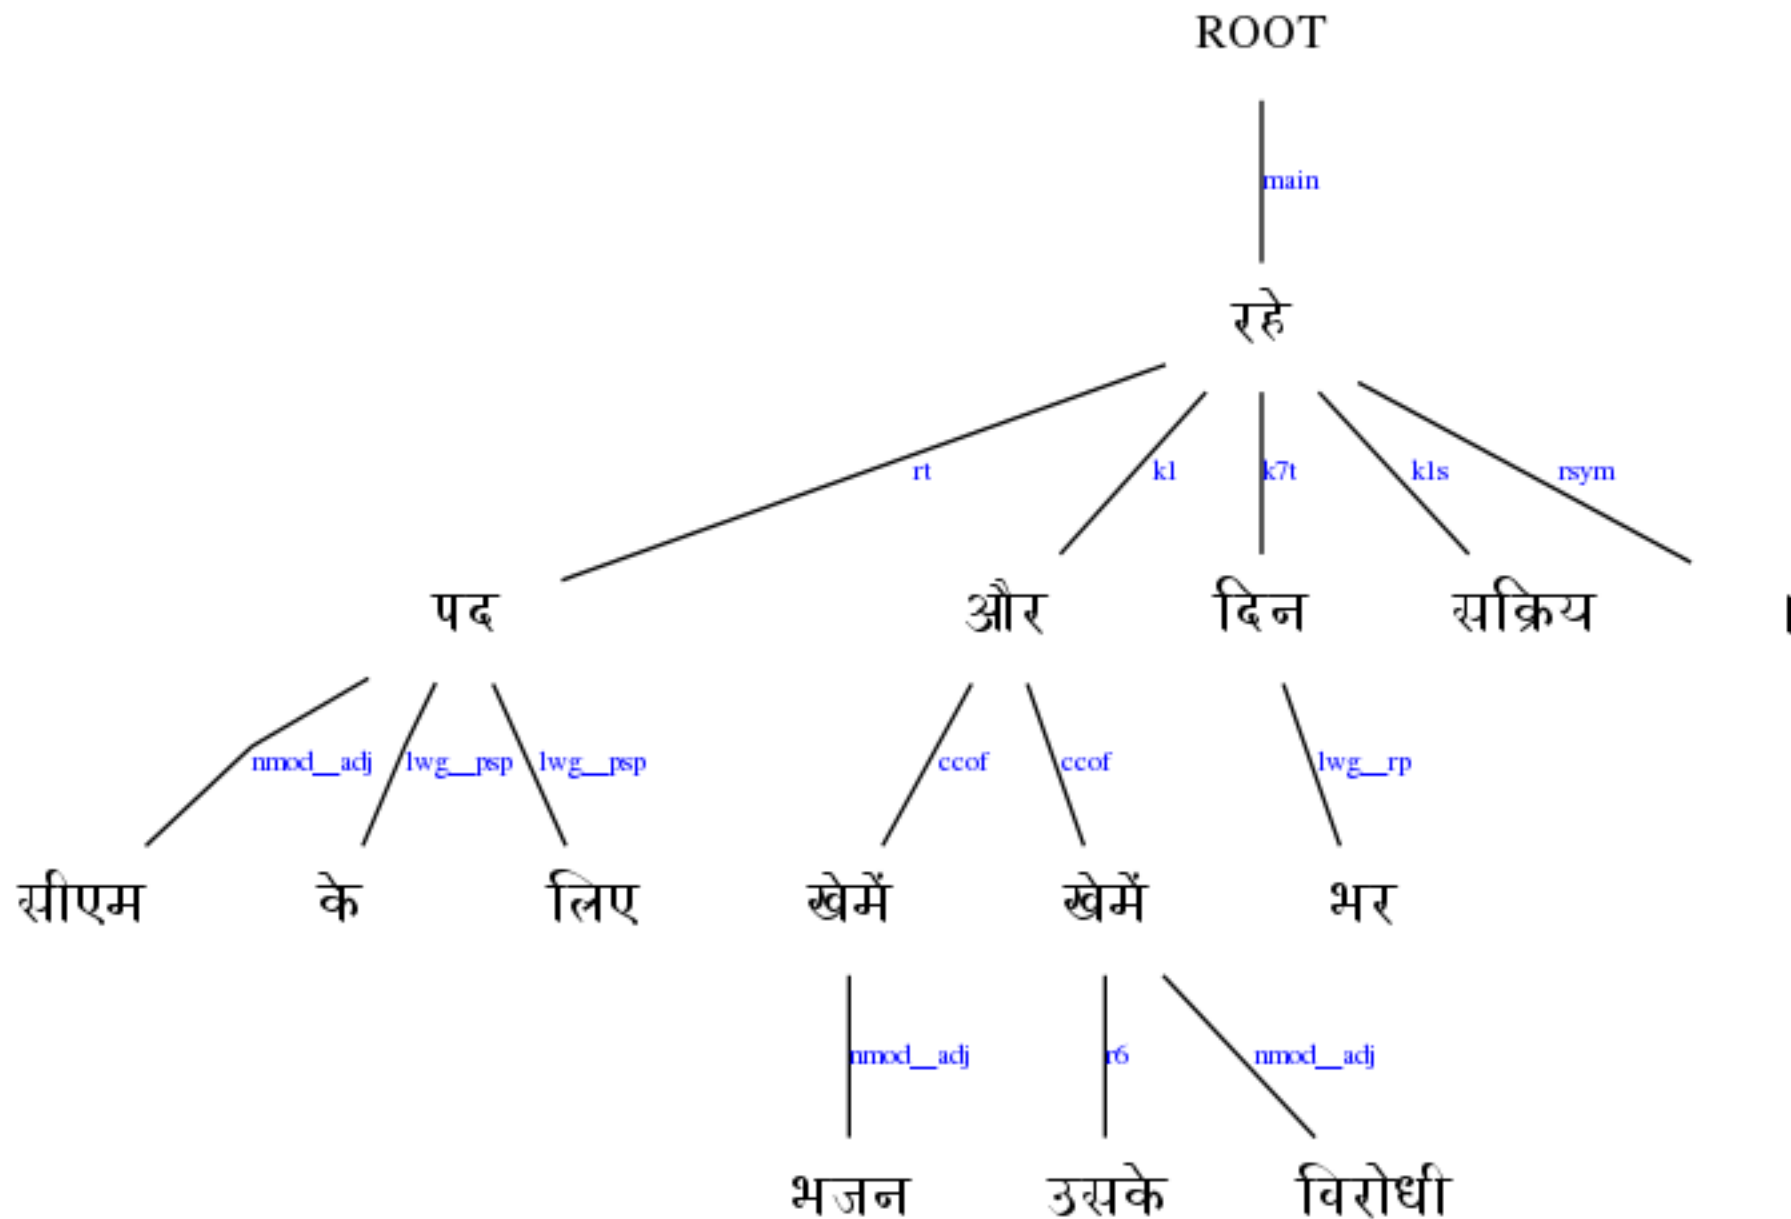 ROOT
main
रहे
rt k1 k7t k1s rsym
पद और दिन सक्रिय ।
nmod__adj lwg__psp lwg__psp ccof ccof lwg__rp
सीएम के लिए खेमें खेमें भर
nmod__adj r6 nmod__adj
भजन उसके विरोधी